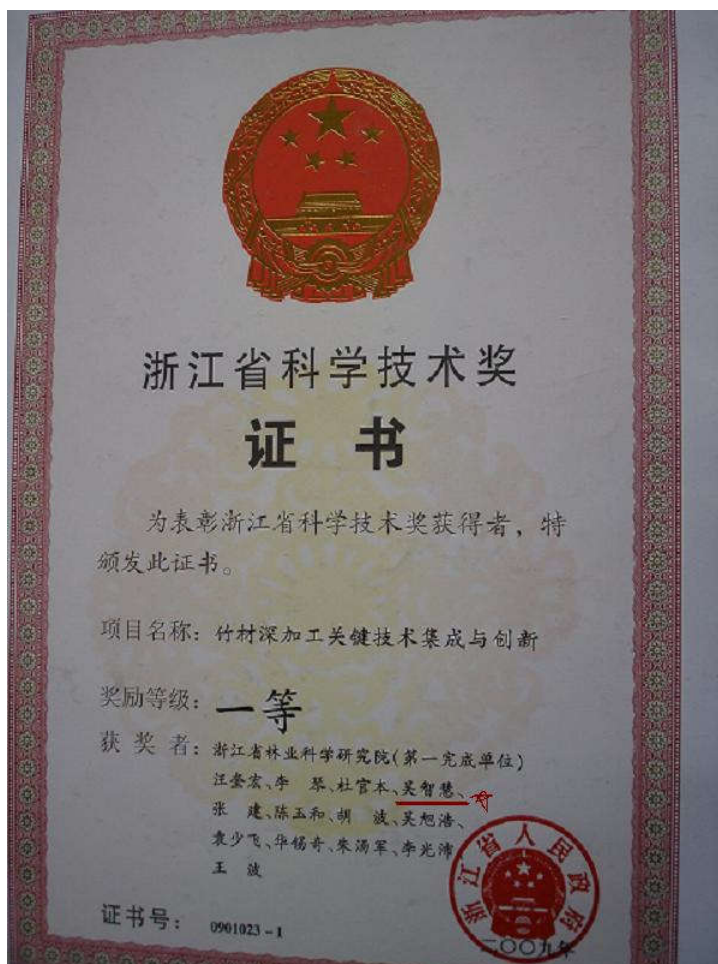 浙江省科学技术奖
证 书
为表彰浙江省科学技术奖获得者，特
颁发此证书。
项目名称：竹材深加工关键技术集成与创新
奖励等级：一等
获 奖 者：浙江省林业科学研究院(第一完成单位)
汪奎宏、李 琴、杜官本、吴智慧、
张 建、陈玉和、胡 波、吴旭浩、
袁少飞、华锡奇、朱汤军、李光沛
王 波
证书号：0901023-1
浙江省人民政府
二〇〇九年